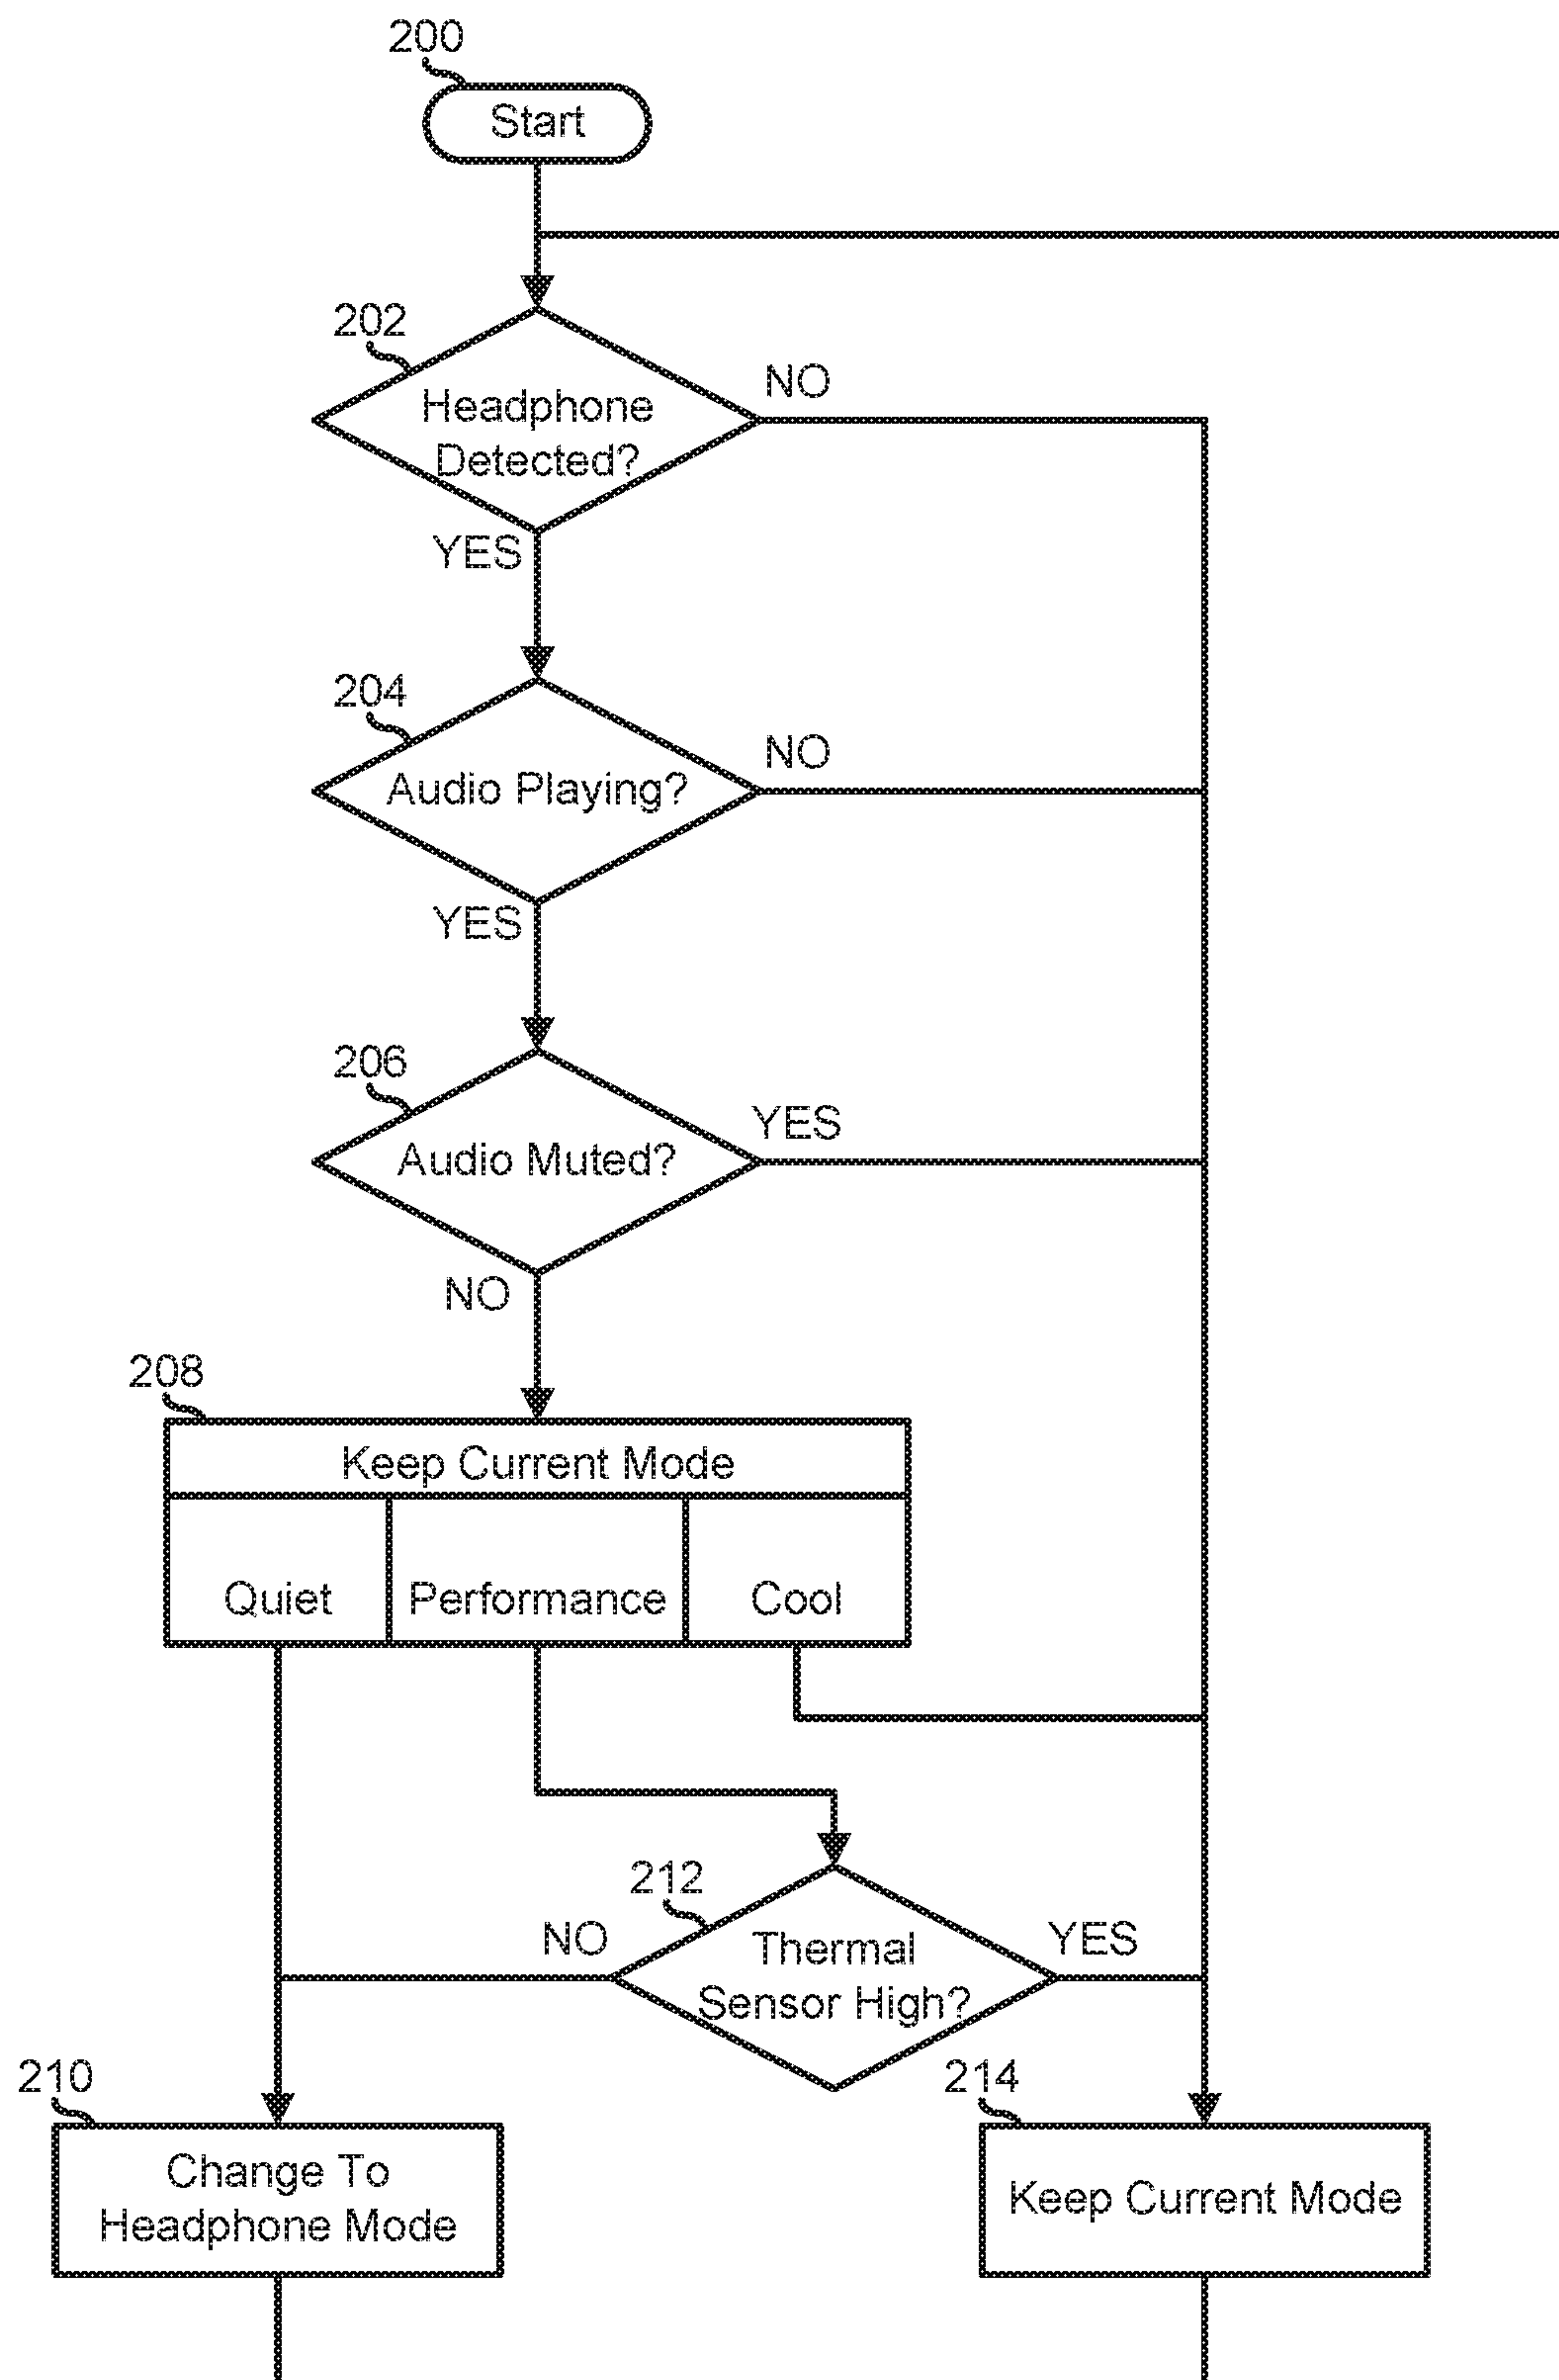 200
Start
202
Headphone
Detected?
NO
YES
204
Audio Playing?
NO
YES
206
Audio Muted?
YES
NO
208
Keep Current Mode
Quiet
Performance
Cool
212
Thermal
Sensor High?
NO
YES
210
Change To
Headphone Mode
214
Keep Current Mode